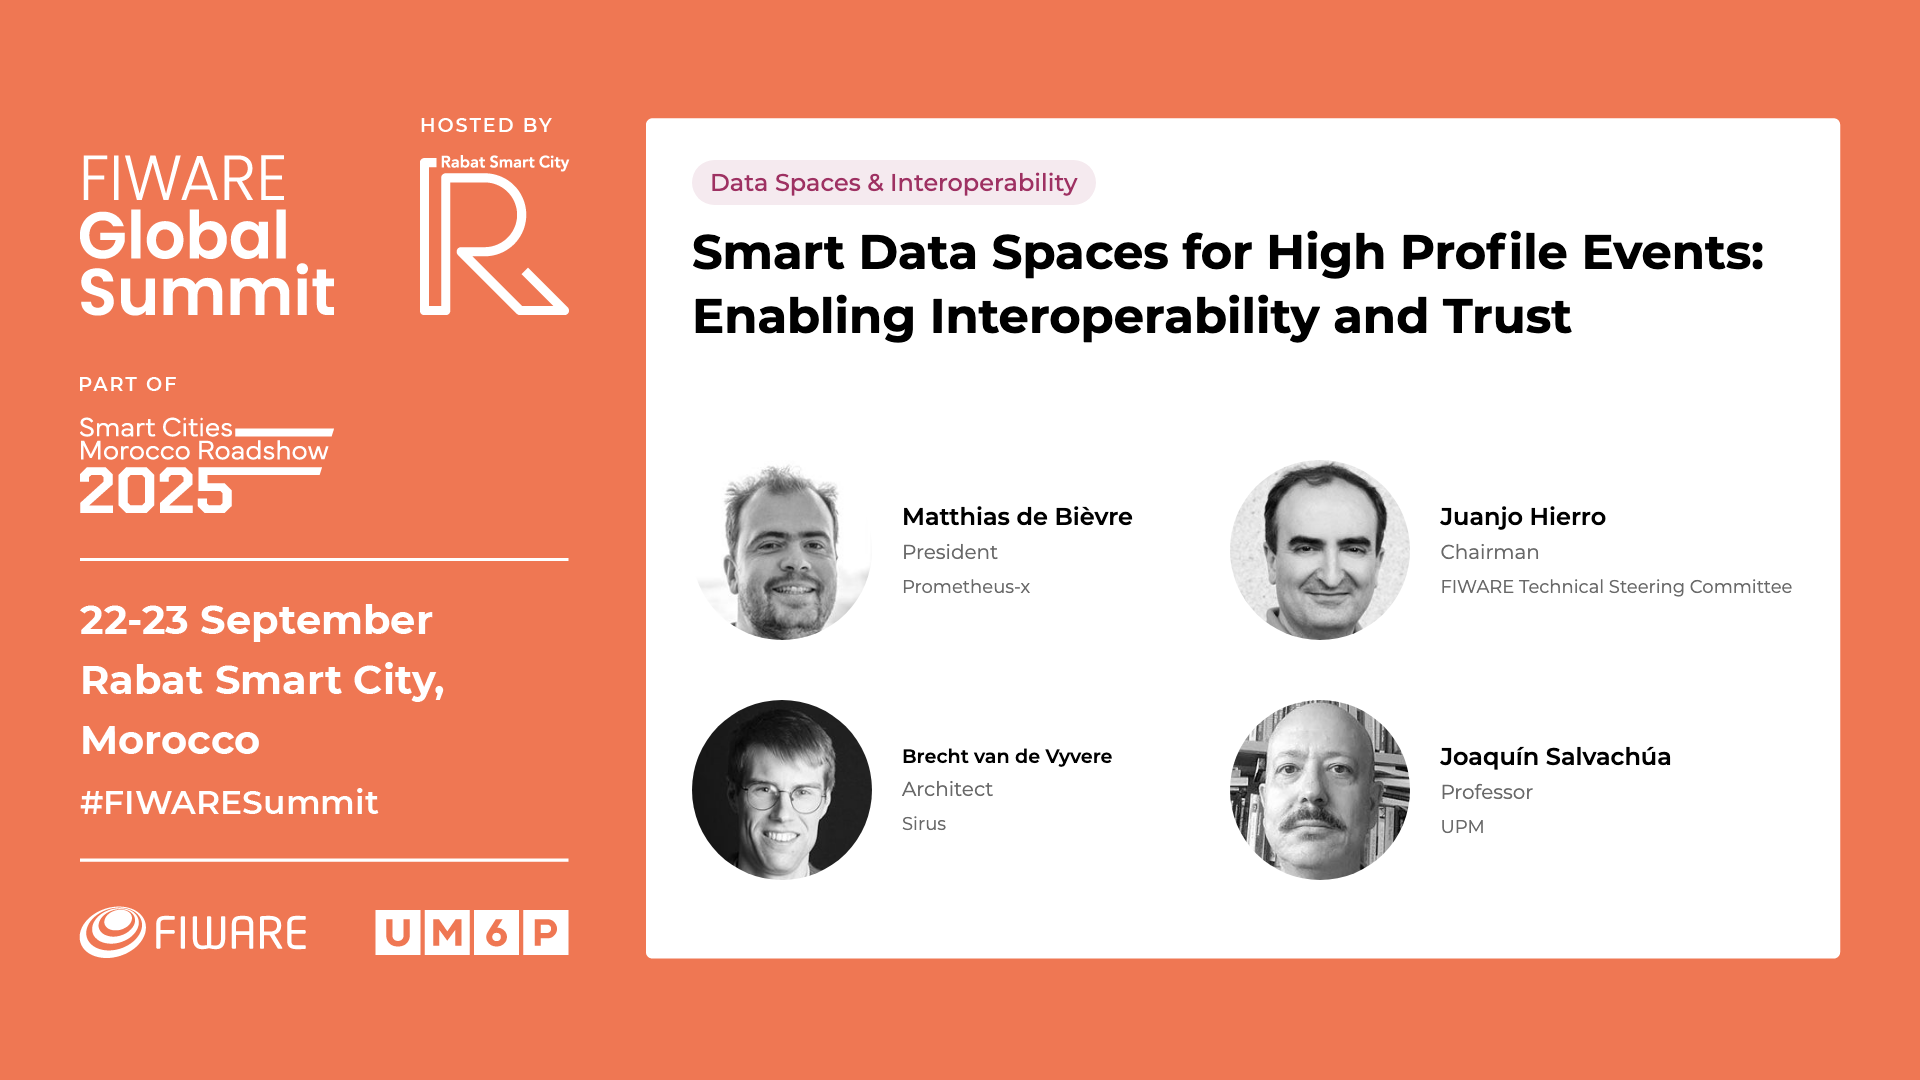 FIWARE
Global
Summit
HOSTED BY
Rabat Smart City
R
PART OF
Smart Cities
Morocco Roadshow
2025
22-23 September
Rabat Smart City,
Morocco
#FIWARESummit
FIWARE
UM6P
Data Spaces & Interoperability
Smart Data Spaces for High Profile Events:
Enabling Interoperability and Trust
Matthias de Bièvre
President
Prometheus-x
Juanjo Hierro
Chairman
FIWARE Technical Steering Committee
Brecht van de Vyvere
Architect
Sirus
Joaquín Salvachúa
Professor
UPM